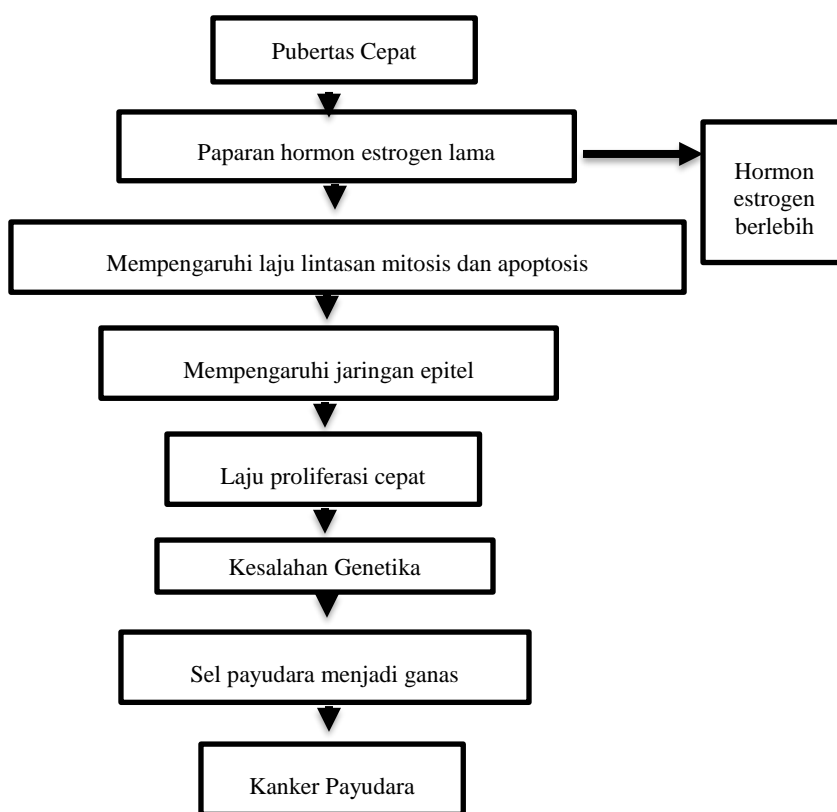 Pubertas Cepat
Paparan hormon estrogen lama
Hormon
estrogen
berlebih
Mempengaruhi laju lintasan mitosis dan apoptosis
Mempengaruhi jaringan epitel
Laju proliferasi cepat
Kesalahan Genetika
Sel payudara menjadi ganas
Kanker Payudara